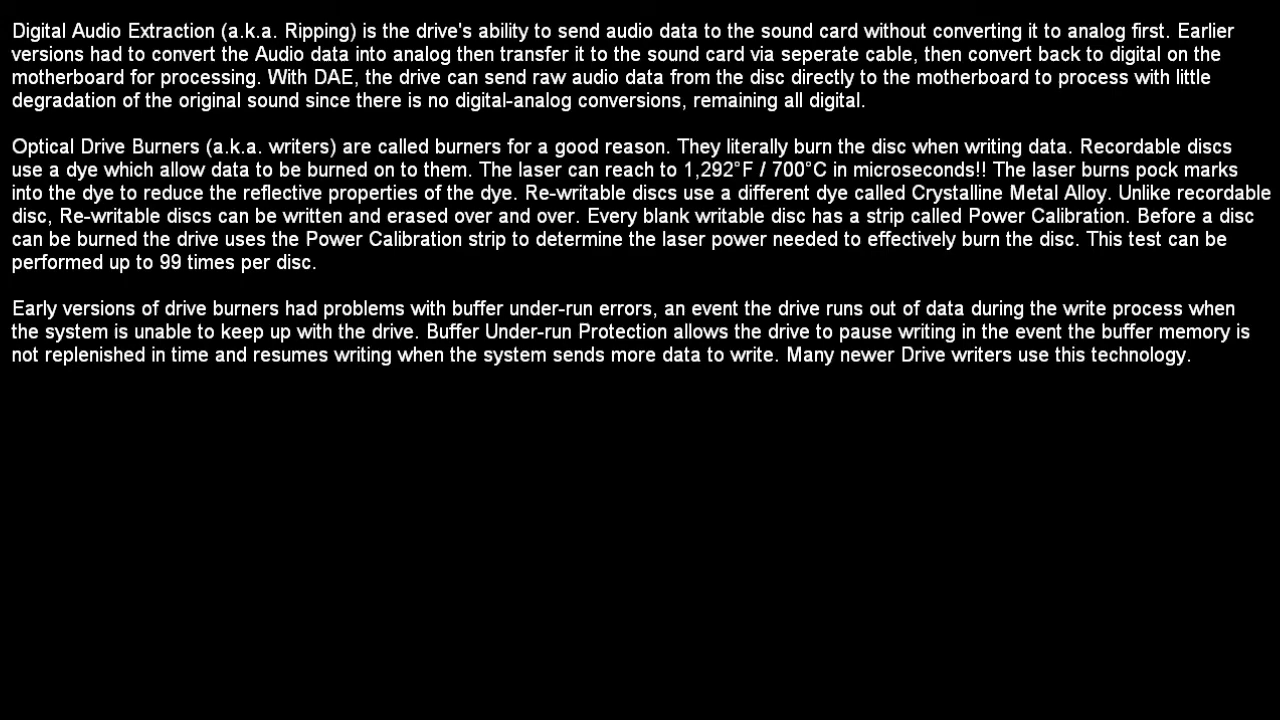 Digital Audio Extraction (a.k.a. Ripping) is the drive's ability to send audio data to the sound card without converting it to analog first. Earlier
versions had to convert the Audio data into analog then transfer it to the sound card via seperate cable, then convert back to digital on the
motherboard for processing. With DAE, the drive can send raw audio data from the disc directly to the motherboard to process with little
degradation of the original sound since there is no digital-analog conversions, remaining all digital.
Optical Drive Burners (a.k.a. writers) are called burners for a good reason. They literally burn the disc when writing data. Recordable discs
use a dye which allow data to be burned on to them. The laser can reach to 1,292°F / 700°C in microseconds!! The laser burns pock marks
into the dye to reduce the reflective properties of the dye. Re-writable discs use a different dye called Crystalline Metal Alloy. Unlike recordable
disc, Re-writable discs can be written and erased over and over. Every blank writable disc has a strip called Power Calibration. Before a disc
can be burned the drive uses the Power Calibration strip to determine the laser power needed to effectively burn the disc. This test can be
performed up to 99 times per disc.
Early versions of drive burners had problems with buffer under-run errors, an event the drive runs out of data during the write process when
the system is unable to keep up with the drive. Buffer Under-run Protection allows the drive to pause writing in the event the buffer memory is
not replenished in time and resumes writing when the system sends more data to write. Many newer Drive writers use this technology.